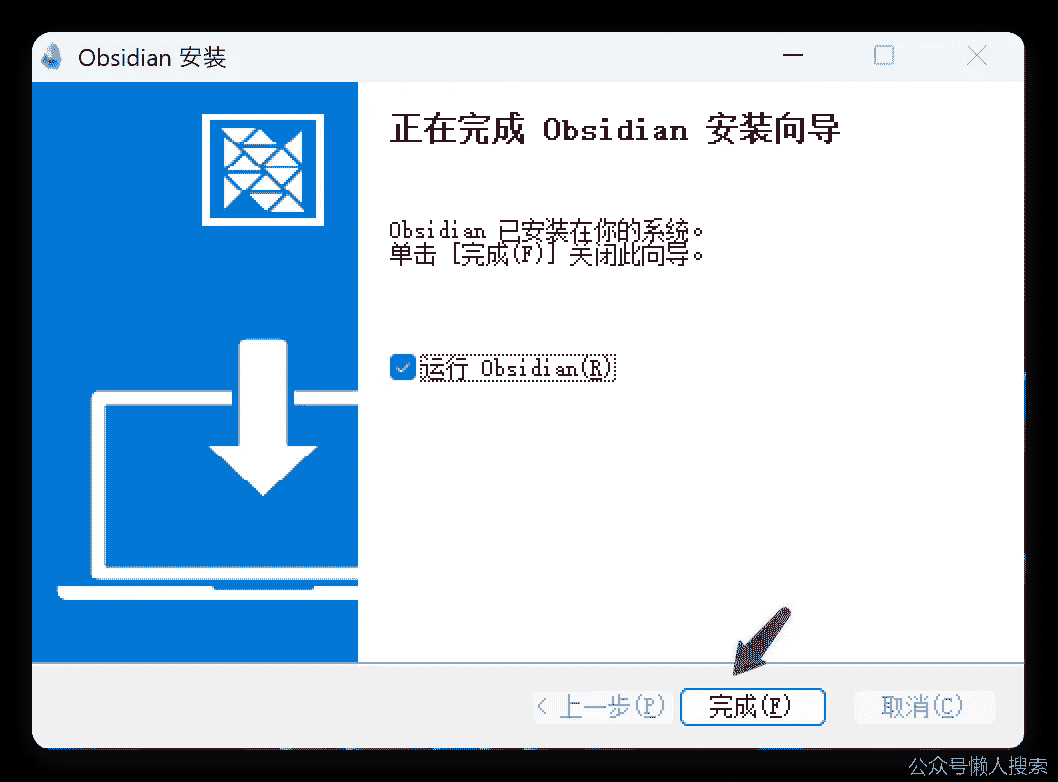 Obsidian 安装
正在完成 Obsidian 安装向导
Obsidian 已安装在你的系统。
单击 [完成(F)] 关闭此向导。
运行 Obsidian(R)
< 上一步(P)
完成(F)
取消(C)
公众号懒人搜索